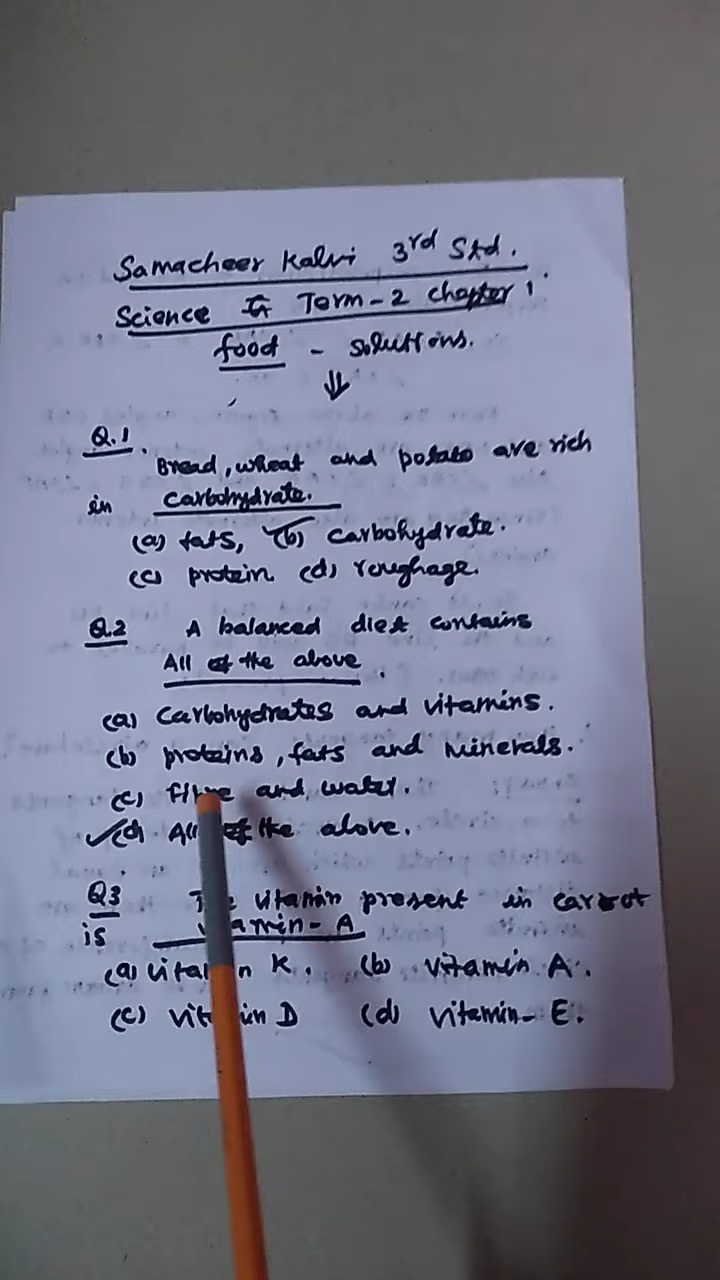 Samacheer Kalvi 3rd Std.
Science Term-2 chapter 1.
food - solutions.
Q.1.
Bread, wheat and potato are rich
in carbohydrate.
(a) fats, (b) carbohydrate.
(c) protein (d) roughage.
Q.2 A balanced diet contains
All of the above.
(a) Carbohydrates and vitamins.
(b) proteins, fats and Minerals.
(c) and water.
(d) All of the above.
Q3 vitamin present in carrot
is A
(a) K. (b) vitamin A.
(c) D (d) vitamin- E.